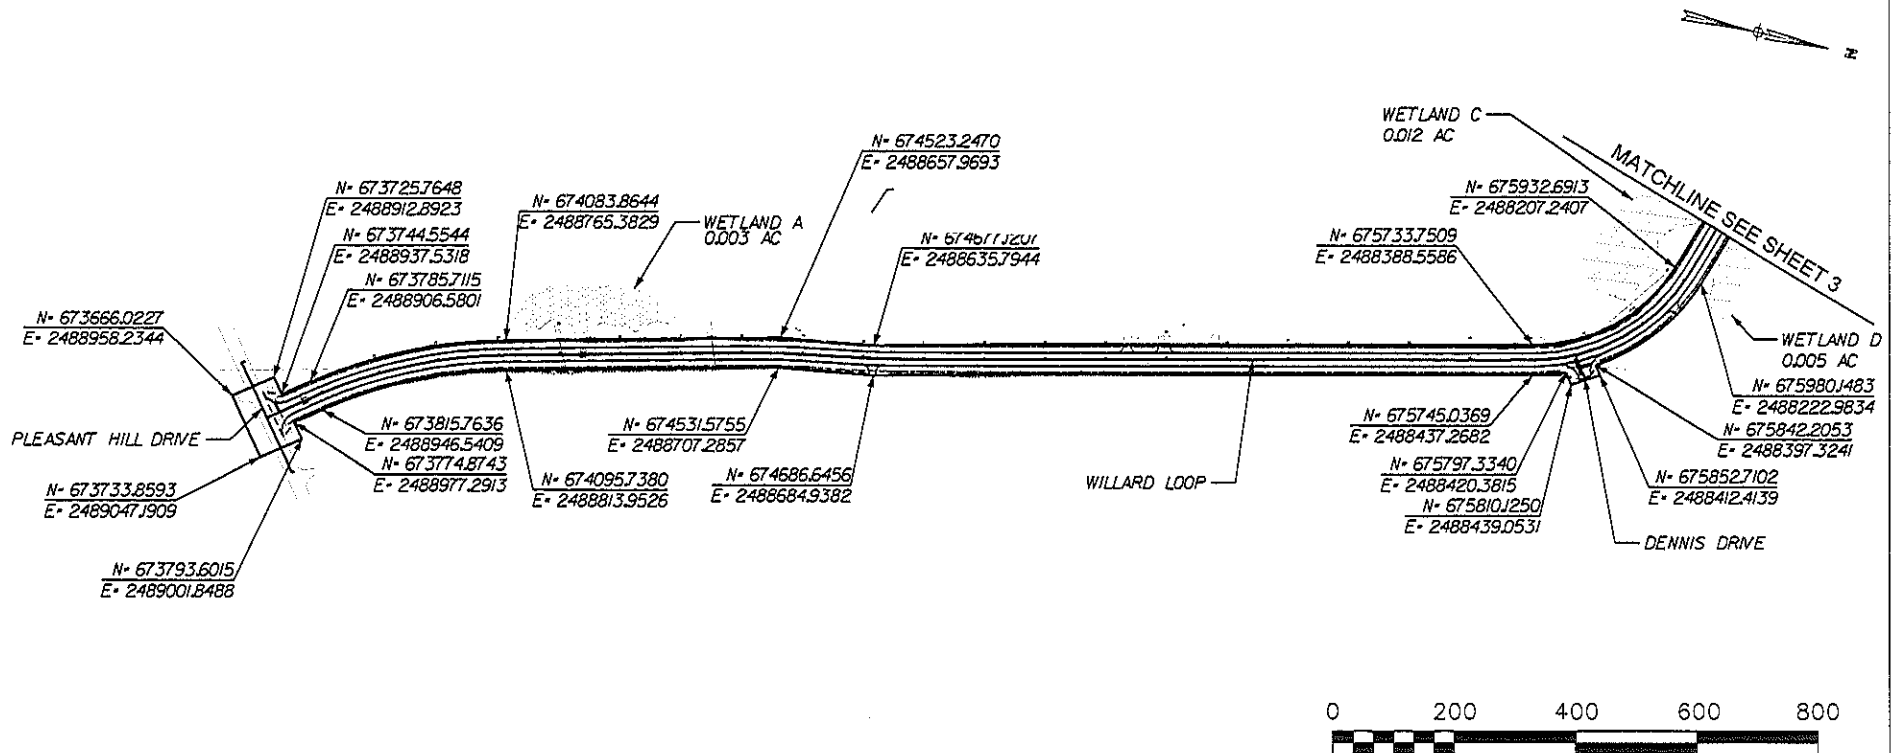 N
WETLAND C
0.012 AC
MATCHLINE SEE SHEET 3
N= 674523.2470
E= 2488657.9693
N= 673725.7648
E= 2488912.8923
N= 674083.8644
E= 2488765.3829
WETLAND A
0.003 AC
N= 675932.6913
E= 2488207.2407
N= 673744.5544
E= 2488937.5318
N= 674677.1207
E= 2488635.7944
N= 675733.7509
E= 2488388.5586
N= 673785.7115
E= 2488906.5801
N= 673666.0227
E= 2488958.2344
WETLAND D
0.005 AC
N= 675980.1483
E= 2488222.9834
PLEASANT HILL DRIVE
N= 673815.7636
E= 2488946.5409
N= 674531.5755
E= 2488707.2857
N= 675745.0369
E= 2488437.2682
N= 675842.2053
E= 2488397.3241
N= 673774.8743
E= 2488977.2913
N= 674095.7380
E= 2488813.9526
N= 674686.6456
E= 2488684.9382
WILLARD LOOP
N= 675797.3340
E= 2488420.3815
N= 675852.7102
E= 2488412.4139
N= 673733.8593
E= 2489047.1909
N= 675810.1250
E= 2488439.0531
DENNIS DRIVE
N= 673793.6015
E= 2489001.8488
0 200 400 600 800